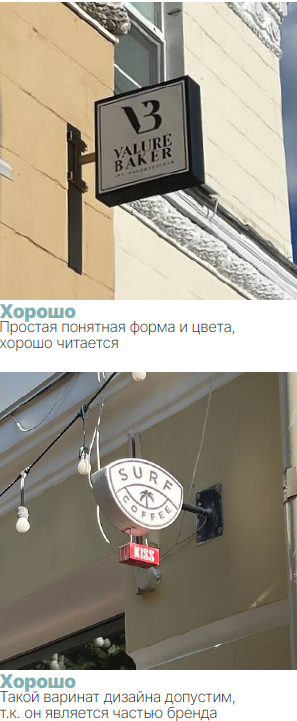 VB
VALURE
BAKER
Хорошо
Простая понятная форма и цвета,
хорошо читается
SURF
COFFEE
KISS
Хорошо
Такой варинат дизайна допустим,
т.к. он является частью бренда